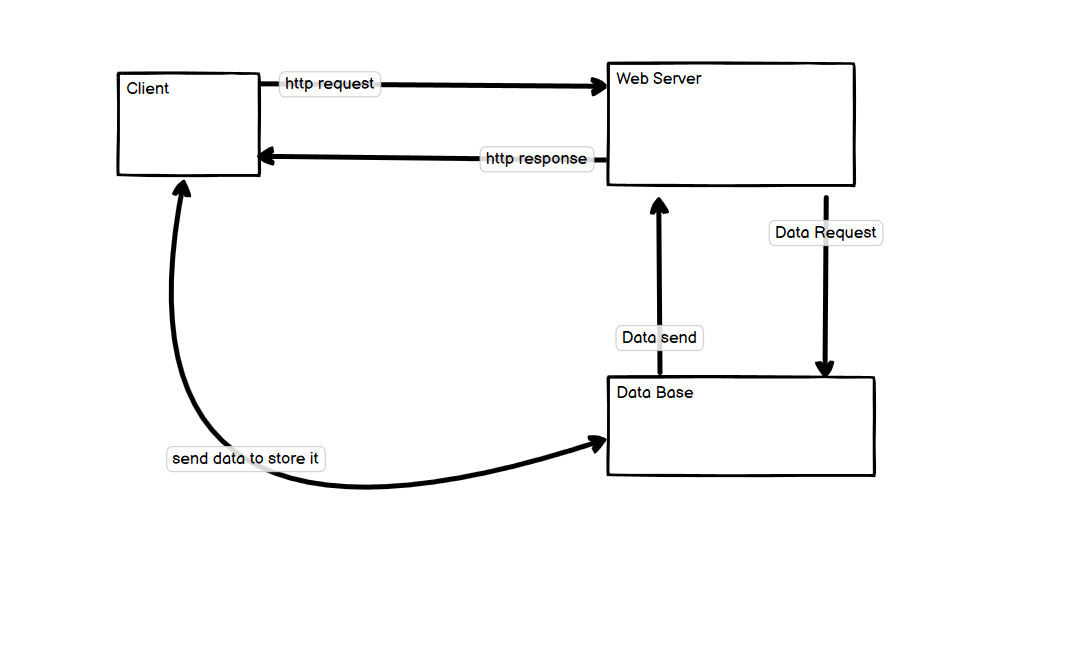 Client
http request
Web Server
http response
Data Request
Data send
Data Base
send data to store it